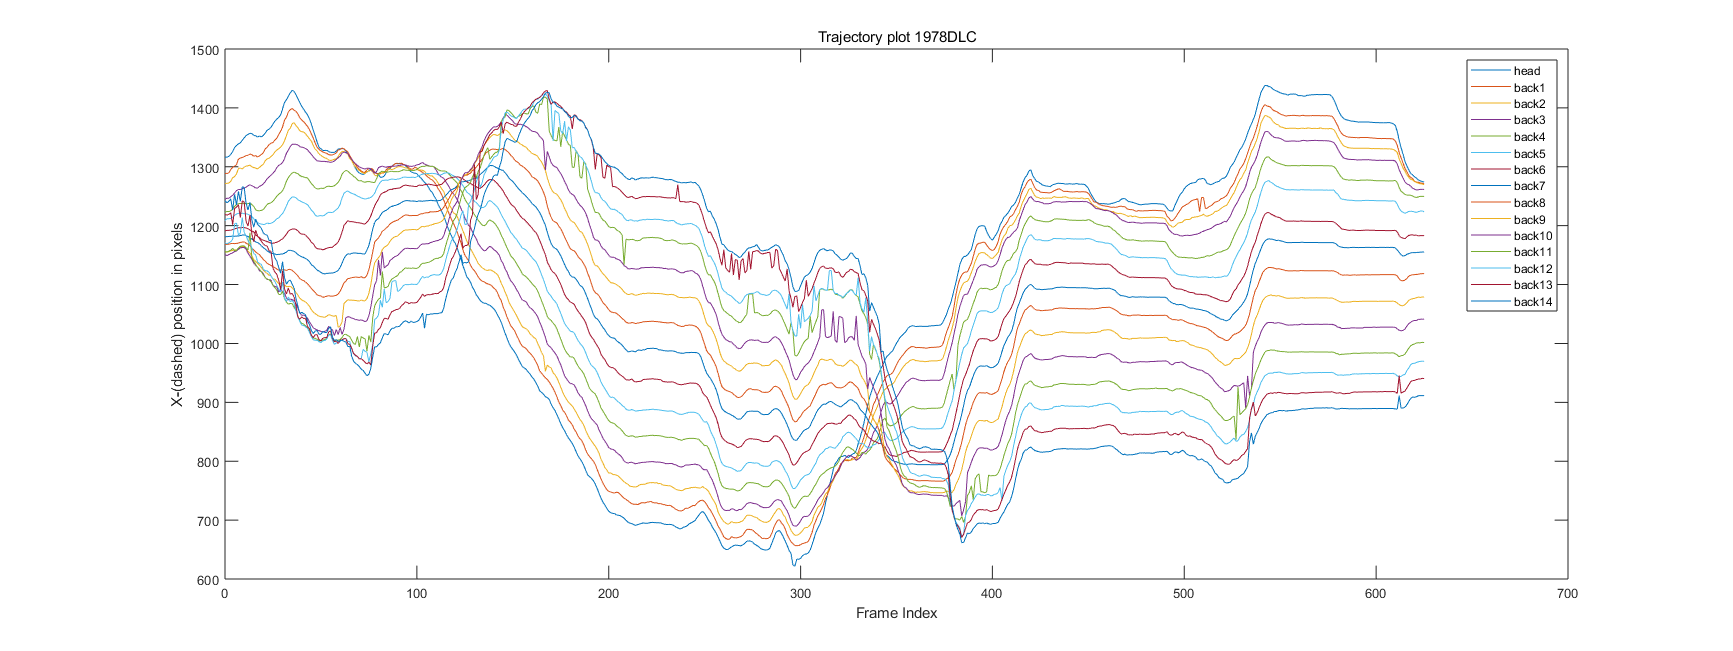 Trajectory plot 1978DLC
1500
1400
1300
1200
1100
1000
900
800
700
600
X-(dashed) position in pixels
0
100
200
300
400
500
600
700
Frame Index
head
back1
back2
back3
back4
back5
back6
back7
back8
back9
back10
back11
back12
back13
back14